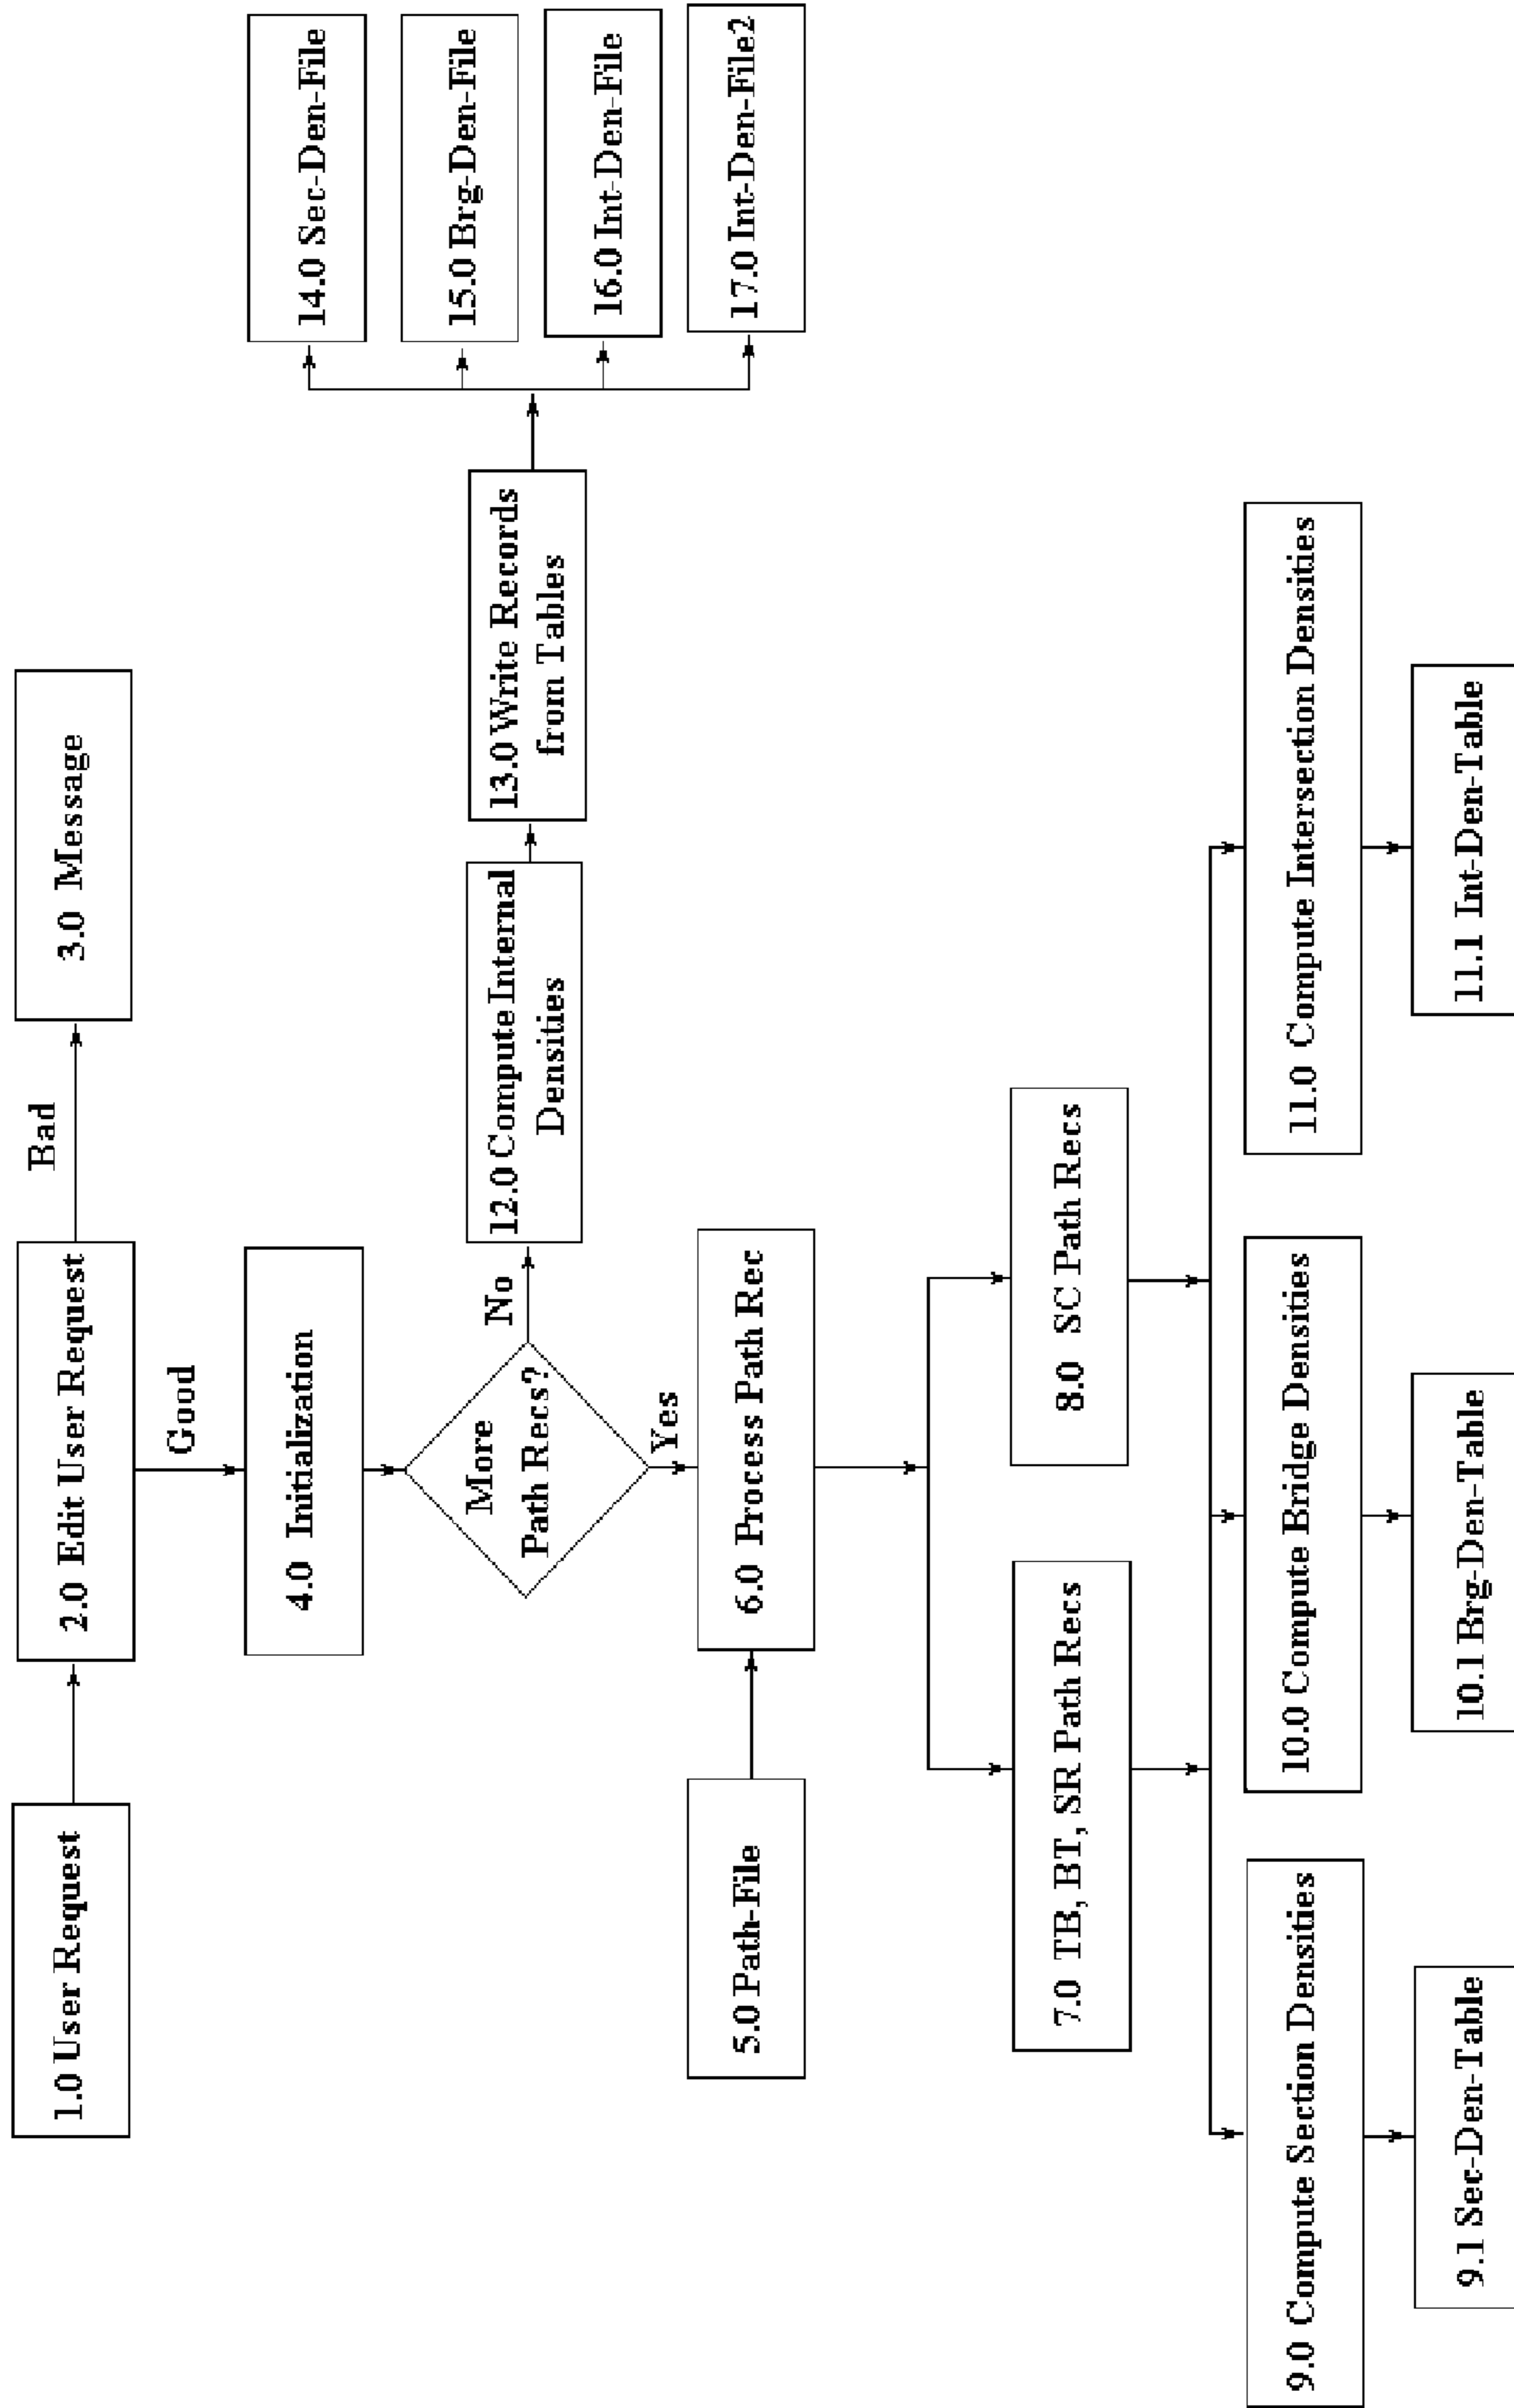 1.0 User Request
2.0 Edit User Request
Bad
3.0 Message
Good
4.0 Initialization
More
Path Recs?
No
12.0 Compute Internal
Densities
13.0 Write Records
from Tables
14.0 Sec-Den-File
15.0 Brg-Den-File
16.0 Int-Den-File
17.0 Int-Den-File2
Yes
5.0 Path-File
6.0 Process Path Rec
7.0 TB, BT, SR Path Recs
8.0 SC Path Recs
9.0 Compute Section Densities
10.0 Compute Bridge Densities
11.0 Compute Intersection Densities
9.1 Sec-Den-Table
10.1 Brg-Den-Table
11.1 Int-Den-Table